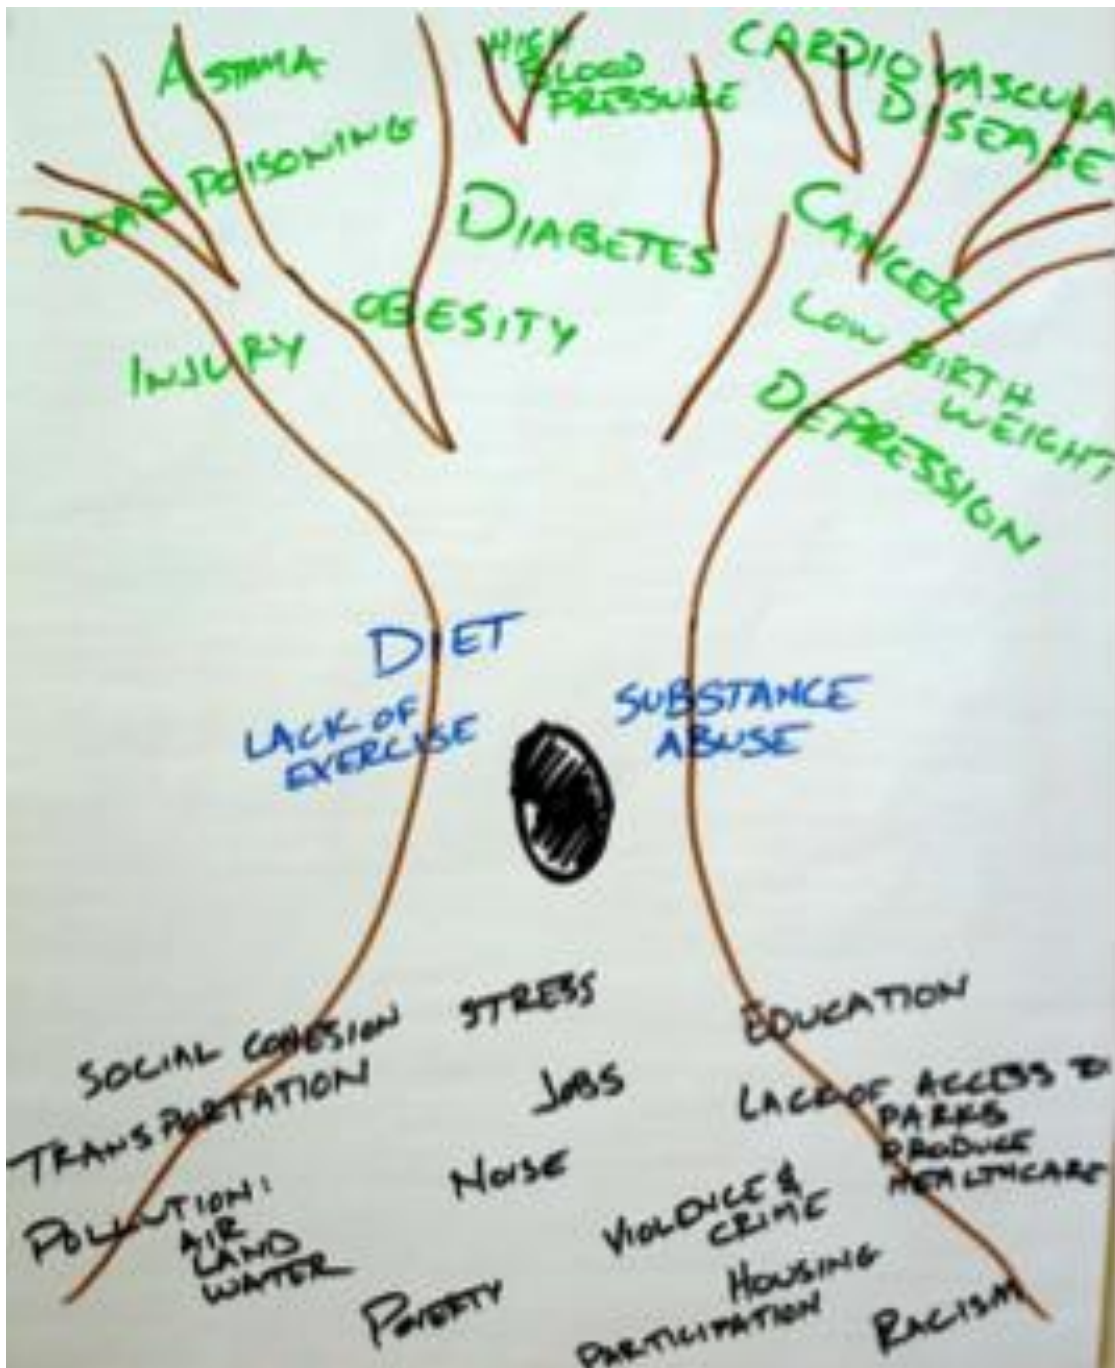 ASTMA
HIGH
BLOOD
PRESSURE
CARDIOVASCULA
DISEASE
LEAD POISONING
DIABETES
CANCER
OBESITY
LOW BIRTH
WEIGHT
INJURY
DEPRESSION
DIET
LACK OF
EXERCISE
SUBSTANCE
ABUSE
SOCIAL COHESION
STRESS
EDUCATION
TRANSPORTATION
JOBS
LACK OF ACCESS TO:
PARKS
PRODUCE
HEALTHCARE
NOISE
POLLUTION:
AIR
LAND
WATER
VIOLENCE &
CRIME
HOUSING
POVERTY
PARTICIPATION
RACISM